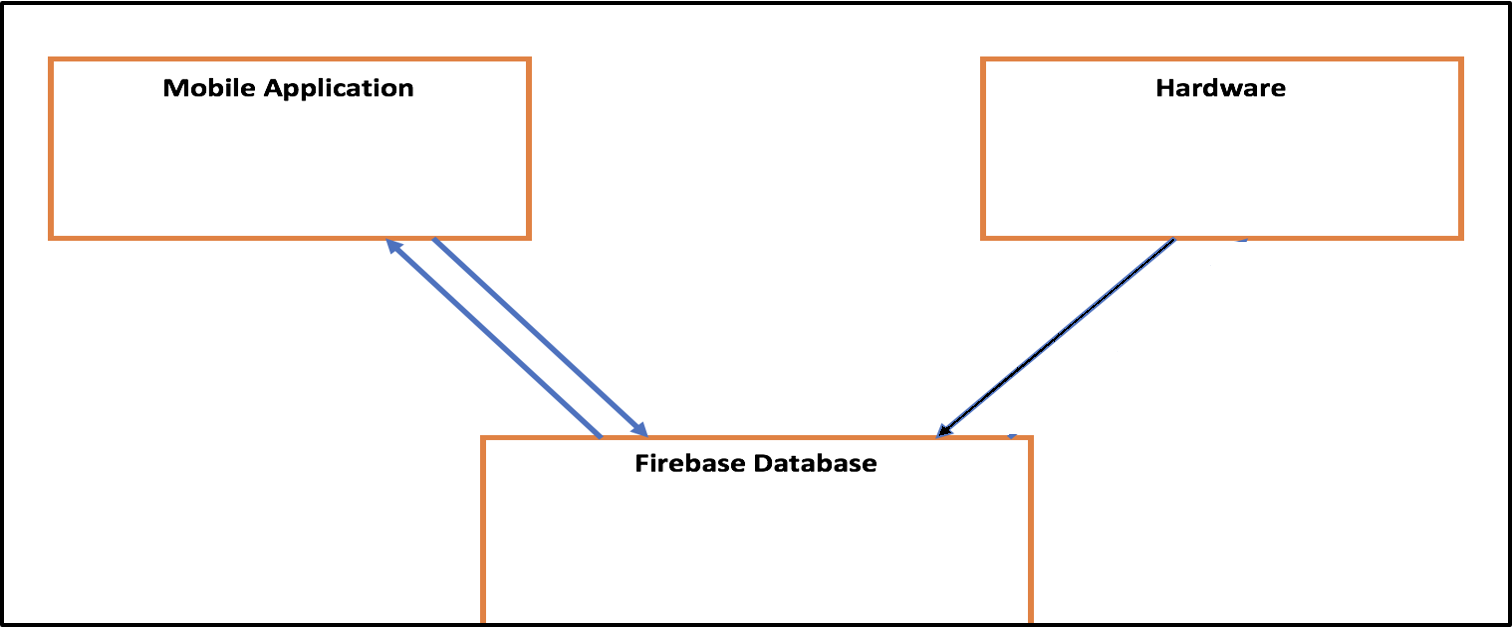 Mobile Application
Hardware
Firebase Database